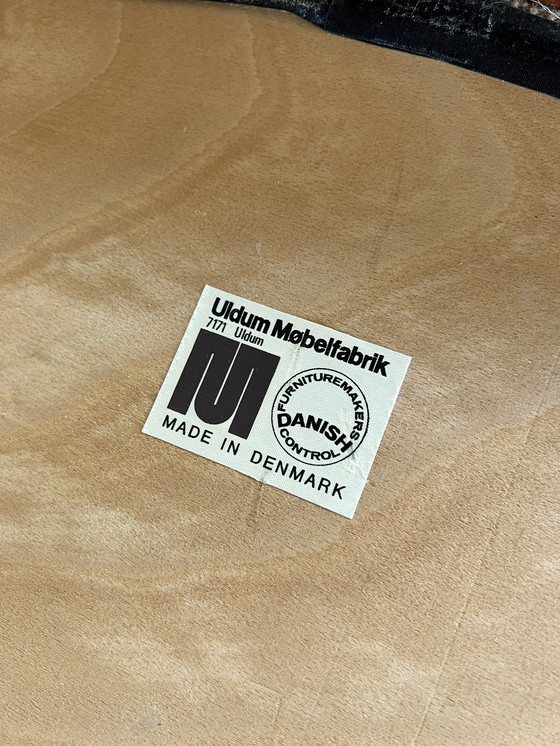 Uldum Møbelfabrik
7171 Uldum
FURNITUREMAKERS
DANISH
CONTROL
MADE IN DENMARK